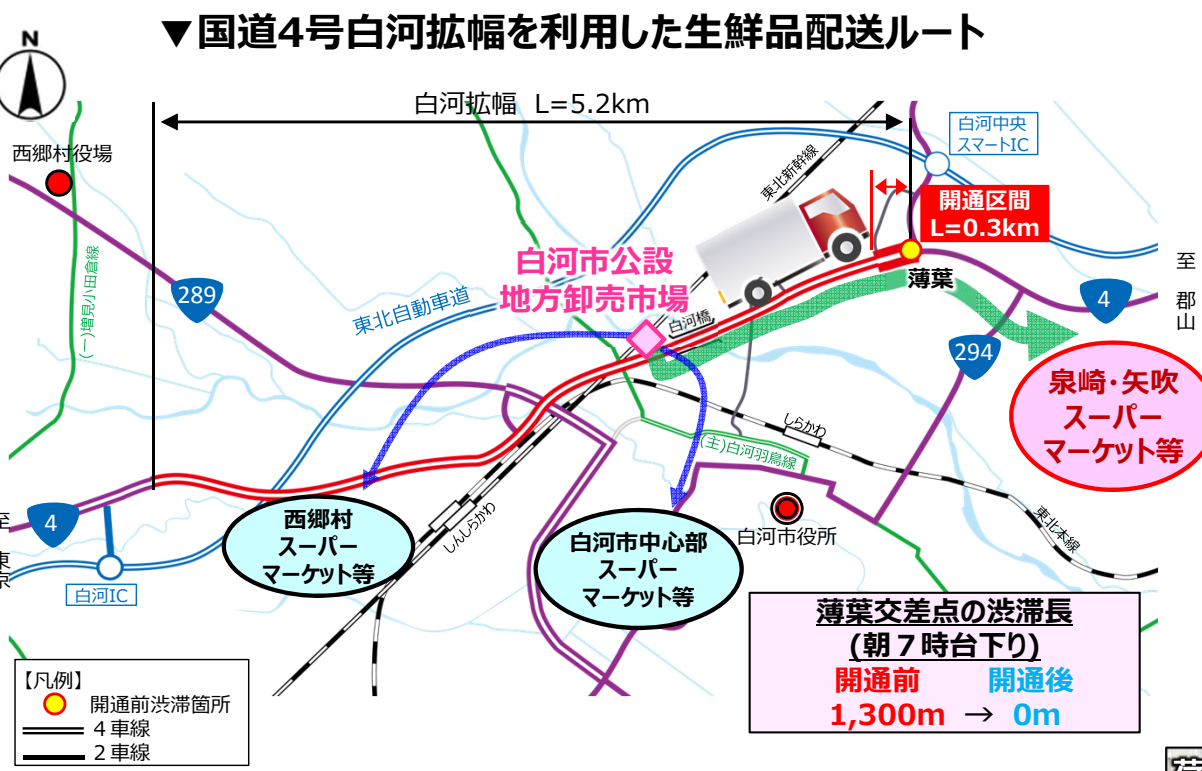 ▼国道4号白河拡幅を利用した生鮮品配送ルート
N
白河拡幅 L=5.2km
西郷村役場
白河中央
スマートIC
東北新幹線
開通区間
L=0.3km
薄葉
至 郡山
4
294
289
(一)増見小田倉線
東北自動車道
白河市公設
地方卸売市場
白河橋
泉崎・矢吹
スーパー
マーケット等
しらかわ
(主)白河羽鳥線
東北本線
至 東京
4
白河IC
しんしらかわ
西郷村
スーパー
マーケット等
白河市中心部
スーパー
マーケット等
白河市役所
薄葉交差点の渋滞長
(朝7時台下り)
開通前 開通後
1,300m → 0m
【凡例】
開通前渋滞箇所
4車線
2車線